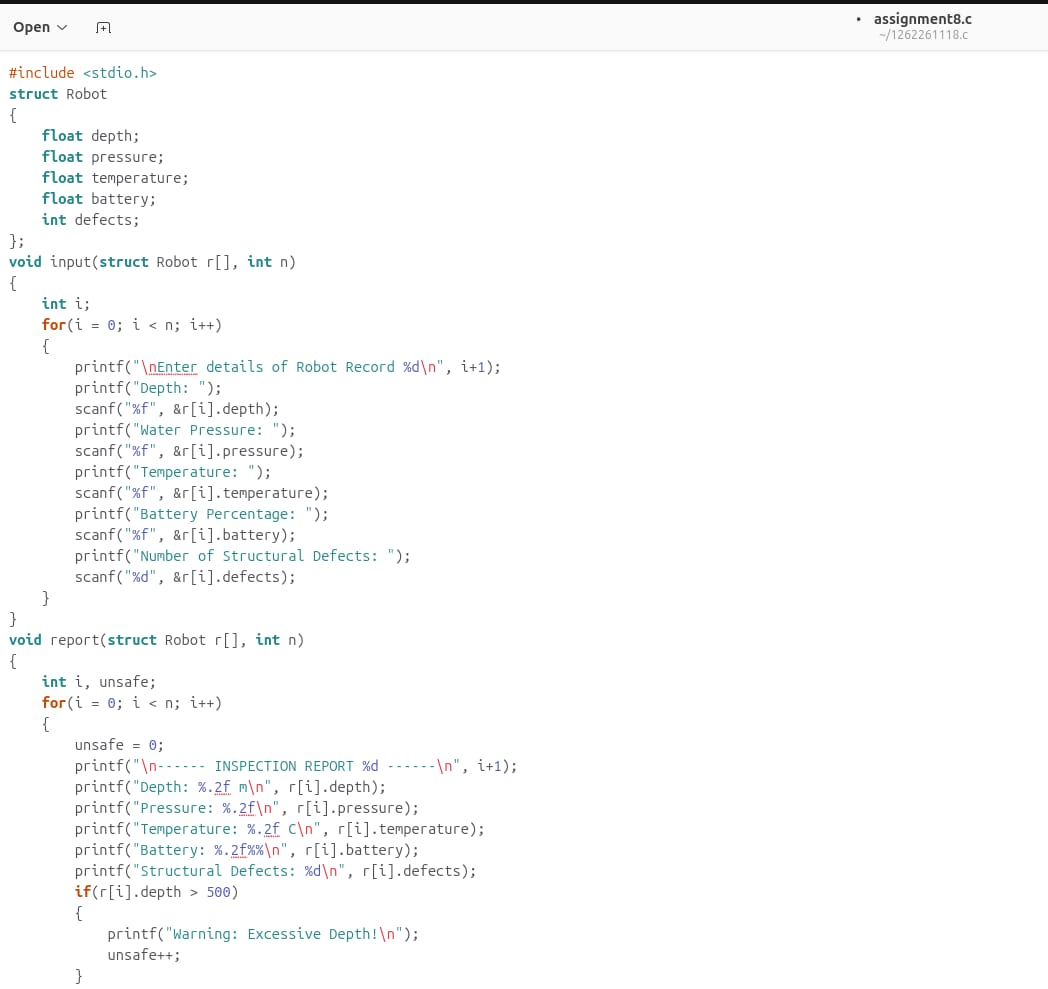 Open
assignment8.c
~/1262261118.c
#include <stdio.h>
struct Robot
{
    float depth;
    float pressure;
    float temperature;
    float battery;
    int defects;
};
void input(struct Robot r[], int n)
{
    int i;
    for(i = 0; i < n; i++)
    {
        printf("\nEnter details of Robot Record %d\n", i+1);
        printf("Depth: ");
        scanf("%f", &r[i].depth);
        printf("Water Pressure: ");
        scanf("%f", &r[i].pressure);
        printf("Temperature: ");
        scanf("%f", &r[i].temperature);
        printf("Battery Percentage: ");
        scanf("%f", &r[i].battery);
        printf("Number of Structural Defects: ");
        scanf("%d", &r[i].defects);
    }
}
void report(struct Robot r[], int n)
{
    int i, unsafe;
    for(i = 0; i < n; i++)
    {
        unsafe = 0;
        printf("\n------ INSPECTION REPORT %d ------\n", i+1);
        printf("Depth: %.2f m\n", r[i].depth);
        printf("Pressure: %.2f\n", r[i].pressure);
        printf("Temperature: %.2f C\n", r[i].temperature);
        printf("Battery: %.2f%%\n", r[i].battery);
        printf("Structural Defects: %d\n", r[i].defects);
        if(r[i].depth > 500)
        {
            printf("Warning: Excessive Depth!\n");
            unsafe++;
        }